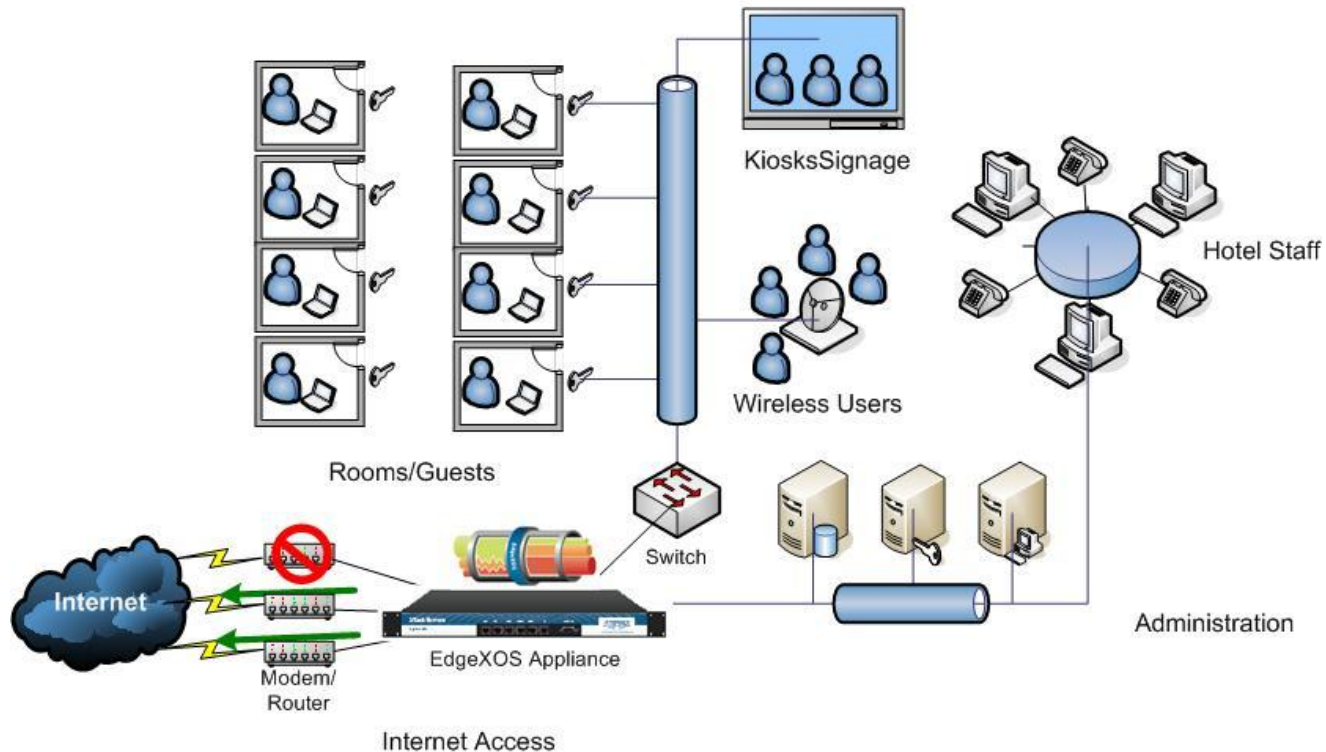 KiosksSignage
Hotel Staff
Wireless Users
Rooms/Guests
Switch
Internet
EdgeXOS Appliance
Modem/
Router
Administration
Internet Access